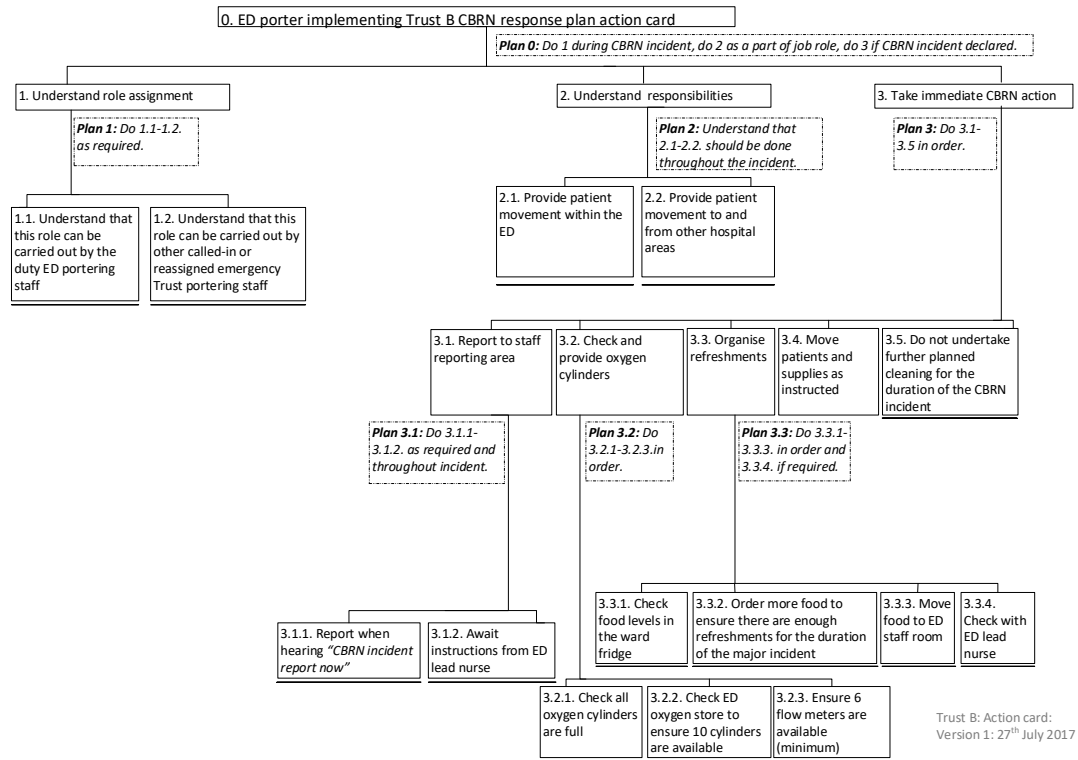 0. ED porter implementing Trust B CBRN response plan action card
Plan 0: Do 1 during CBRN incident, do 2 as a part of job role, do 3 if CBRN incident declared.
1. Understand role assignment
2. Understand responsibilities
3. Take immediate CBRN action
Plan 1: Do 1.1-1.2.
as required.
Plan 2: Understand that
2.1-2.2. should be done
throughout the incident.
Plan 3: Do 3.1-
3.5 in order.
1.1. Understand that
this role can be
carried out by the
duty ED portering
staff
1.2. Understand that this
role can be carried out by
other called-in or
reassigned emergency
Trust portering staff
2.1. Provide patient
movement within the
ED
2.2. Provide patient
movement to and
from other hospital
areas
3.1. Report to staff
reporting area
3.2. Check and
provide oxygen
cylinders
3.3. Organise
refreshments
3.4. Move
patients and
supplies as
instructed
3.5. Do not undertake
further planned
cleaning for the
duration of the CBRN
incident
Plan 3.1: Do 3.1.1-
3.1.2. as required and
throughout incident.
Plan 3.2: Do
3.2.1-3.2.3.in
order.
Plan 3.3: Do 3.3.1-
3.3.3. in order and
3.3.4. if required.
3.3.1. Check
food levels in
the ward
fridge
3.3.2. Order more food to
ensure there are enough
refreshments for the duration
of the major incident
3.3.3. Move
food to ED
staff room
3.3.4.
Check with
ED lead
nurse
3.1.1. Report when
hearing "CBRN incident
report now"
3.1.2. Await
instructions from ED
lead nurse
3.2.1. Check all
oxygen cylinders
are full
3.2.2. Check ED
oxygen store to
ensure 10 cylinders
are available
3.2.3. Ensure 6
flow meters are
available
(minimum)
Trust B: Action card:
Version 1: 27th July 2017